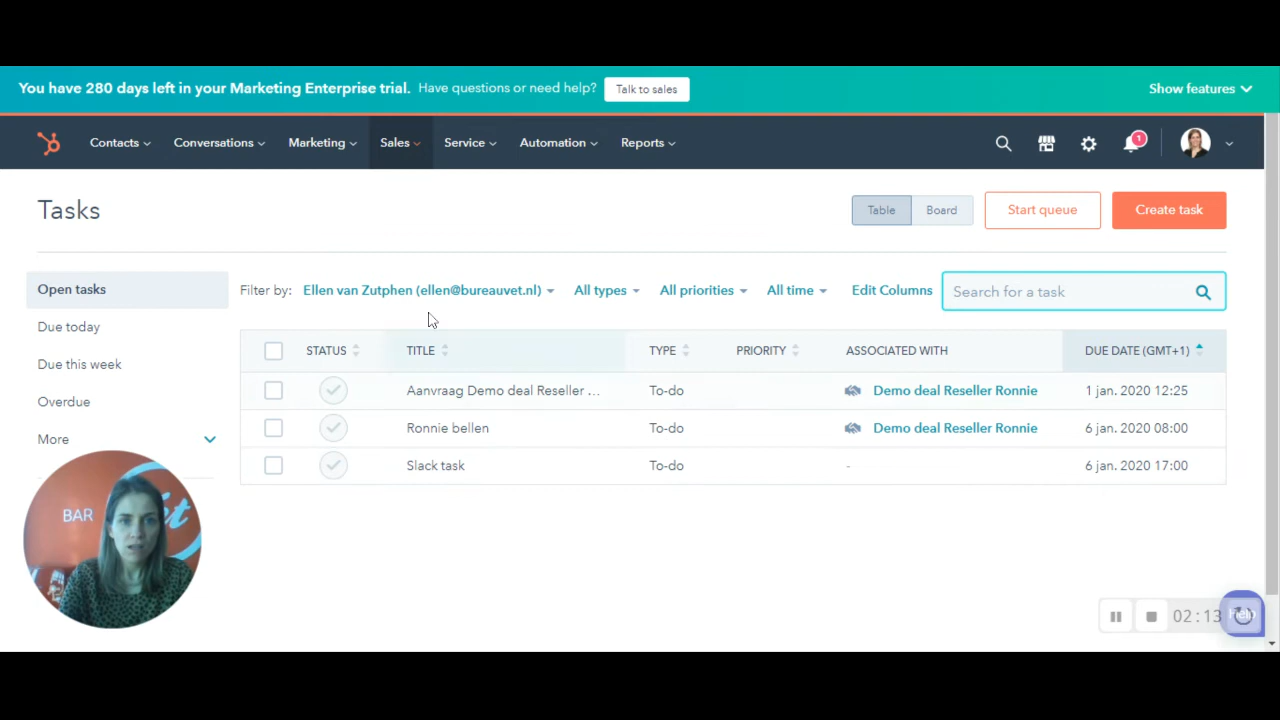 You have 280 days left in your Marketing Enterprise trial. Have questions or need help? Talk to sales Show features
Contacts Conversations Marketing Sales Service Automation Reports 1
Tasks Table Board Start queue Create task
Open tasks
Due today
Due this week
Overdue
More
Filter by: Ellen van Zutphen (ellen@bureauvet.nl) All types All priorities All time Edit Columns Search for a task
STATUS TITLE TYPE PRIORITY ASSOCIATED WITH DUE DATE (GMT+1)
Aanvraag Demo deal Reseller ... To-do Demo deal Reseller Ronnie 1 jan. 2020 12:25
Ronnie bellen To-do Demo deal Reseller Ronnie 6 jan. 2020 08:00
Slack task To-do - 6 jan. 2020 17:00
BAR
02:13 Help